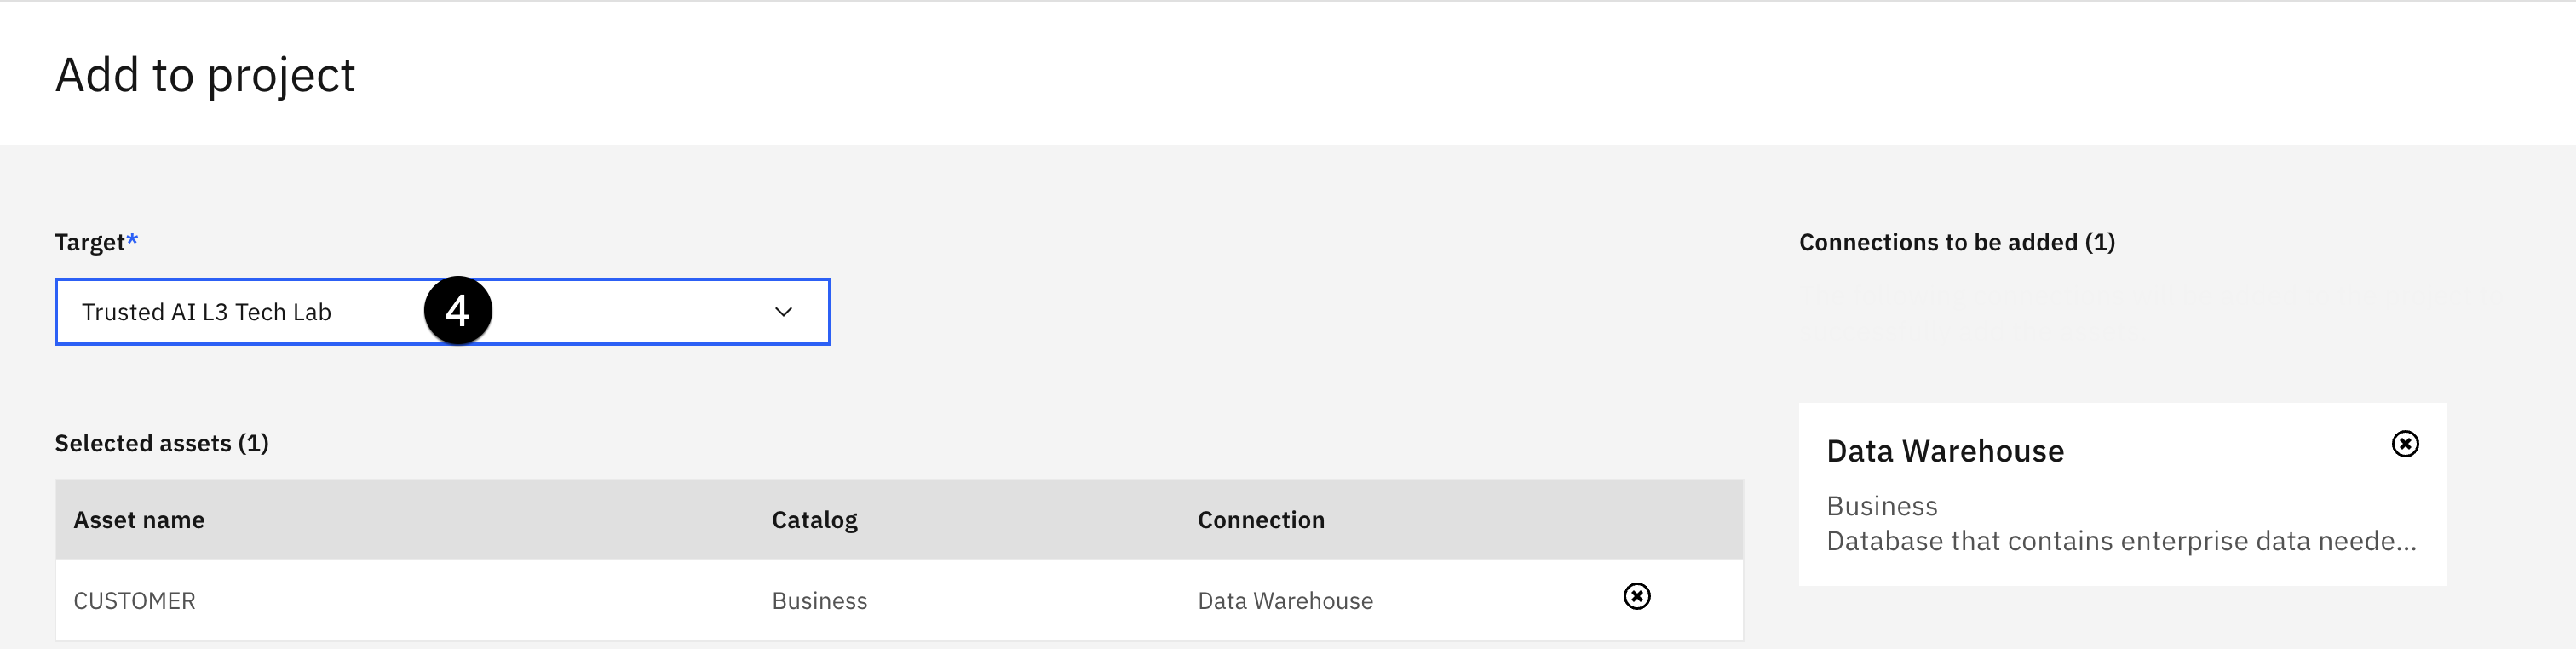 Add to project
Target*
Trusted AI L3 Tech Lab
4
Selected assets (1)
Asset name Catalog Connection
CUSTOMER Business Data Warehouse
Connections to be added (1)
Data Warehouse
Business
Database that contains enterprise data neede...